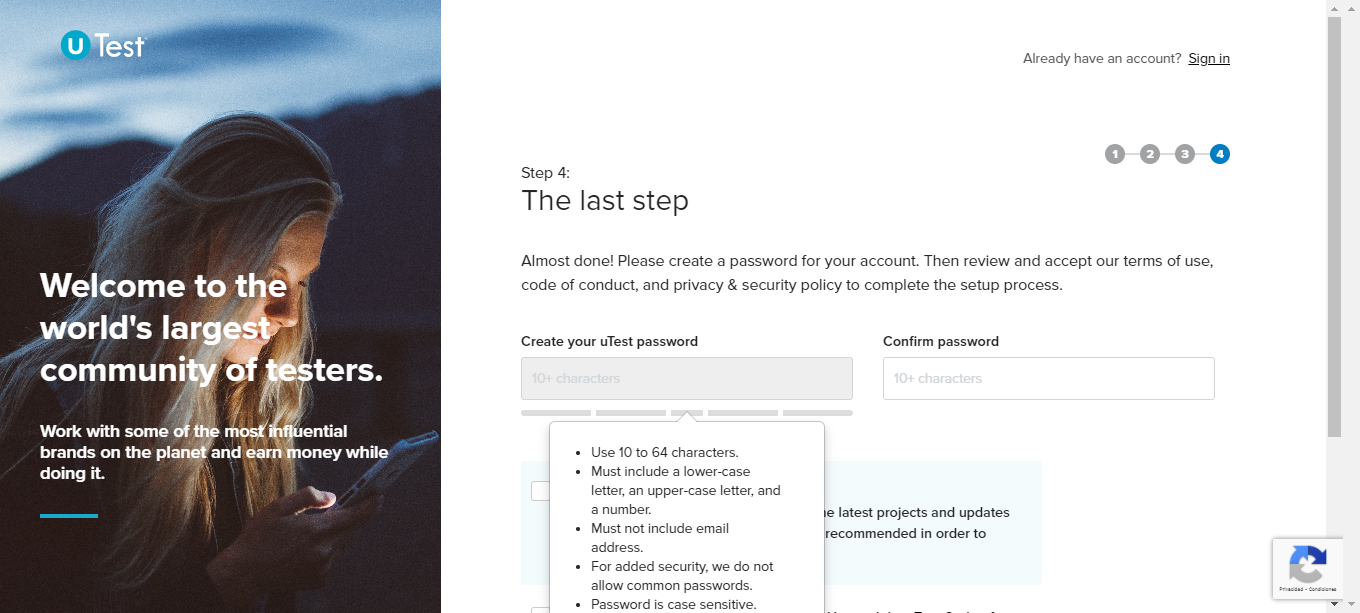 U Test
Already have an account? Sign in
1 2 3 4
Step 4:
The last step
Welcome to the
world's largest
community of testers.
Work with some of the most influential
brands on the planet and earn money while
doing it.
Almost done! Please create a password for your account. Then review and accept our terms of use,
code of conduct, and privacy & security policy to complete the setup process.
Create your uTest password
Confirm password
10+ characters
10+ characters
• Use 10 to 64 characters.
• Must include a lower-case
letter, an upper-case letter, and
a number.
• Must not include email
address.
• For added security, we do not
allow common passwords.
• Password is case sensitive.
latest projects and updates
recommended in order to
Privacidad - Condiciones